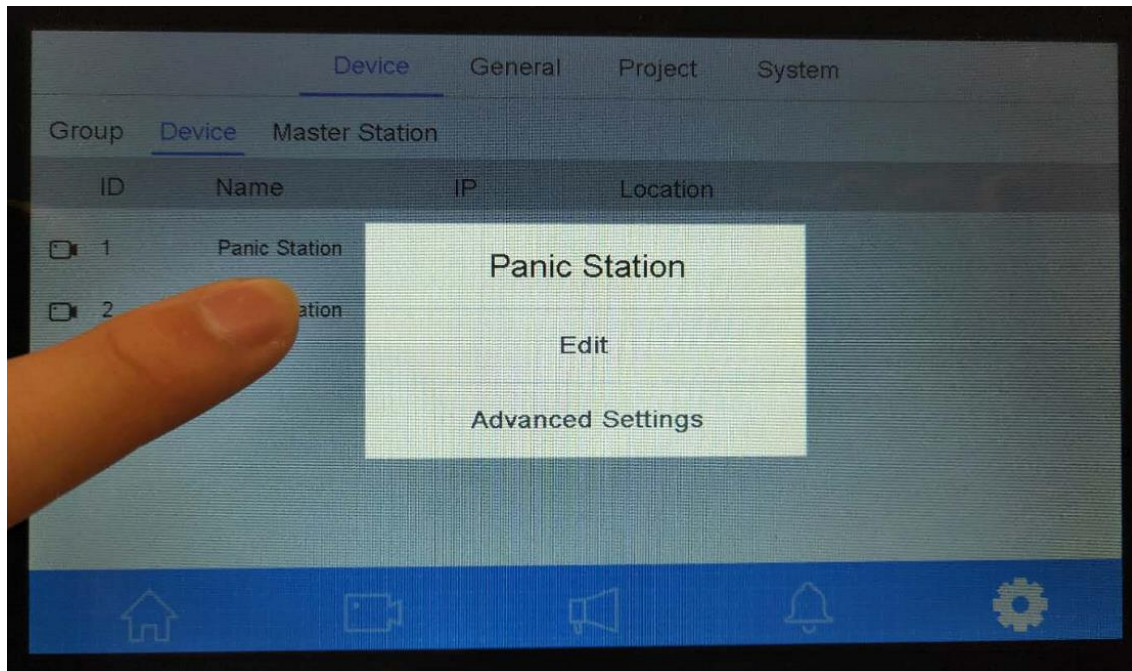 Device General Project System
Group Device Master Station
ID Name IP Location
1 Panic Station
2 ation
Panic Station
Edit
Advanced Settings